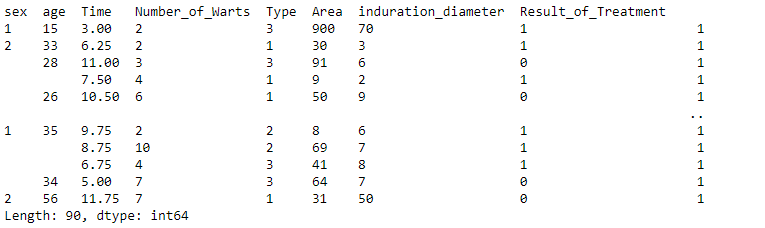 sex  age  Time   Number_of_Warts  Type  Area  induration_diameter  Result_of_Treatment
1    15   3.00   2                3     900   70                   1                      1
2    33   6.25   2                1     30    3                    1                      1
     28   11.00  3                3     91    6                    0                      1
          7.50   4                1     9     2                    1                      1
     26   10.50  6                1     50    9                    0                      1
                                                                                         ..
1    35   9.75   2                2     8     6                    1                      1
          8.75   10               2     69    7                    1                      1
          6.75   4                3     41    8                    1                      1
     34   5.00   7                3     64    7                    0                      1
2    56   11.75  7                1     31    50                   0                      1
Length: 90, dtype: int64